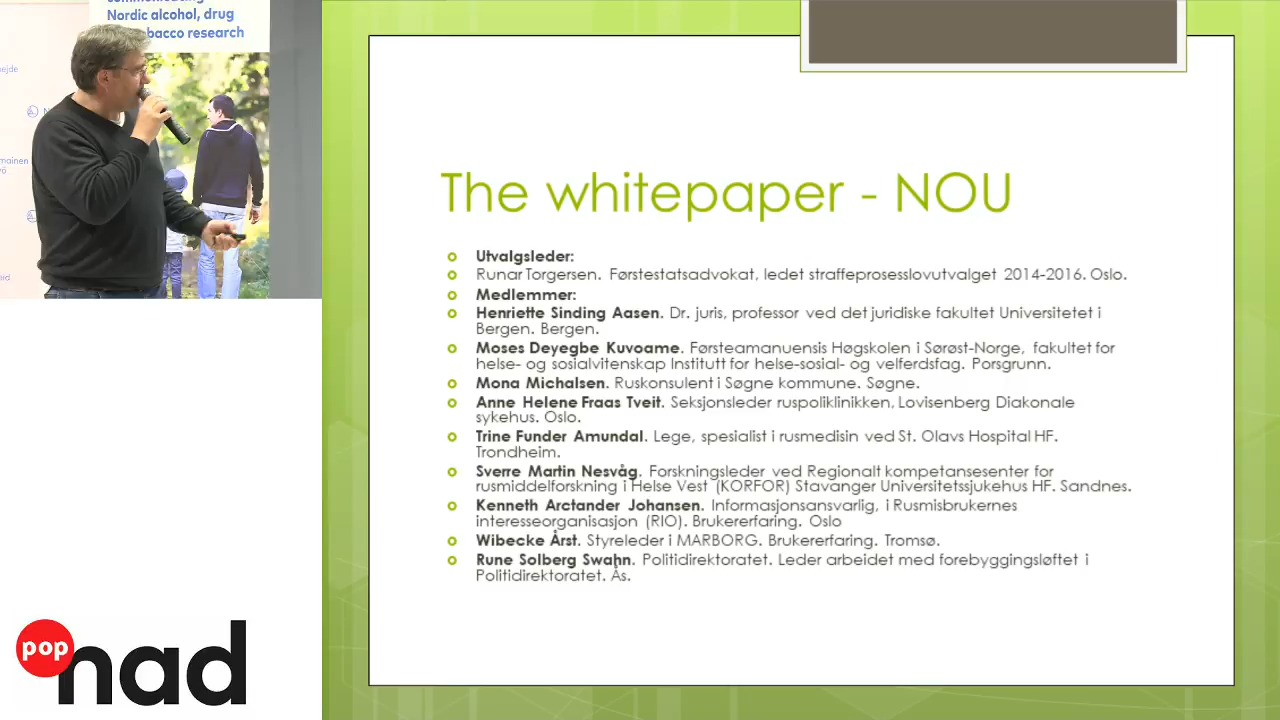 Nordic alcohol, drug
bacco research
ejde
mainen
The whitepaper - NOU
Utvalgsleder:
Runar Torgersen. Førstestatsadvokat, ledet straffeprosesslovutvalget 2014-2016. Oslo.
Medlemmer:
Henriette Sinding Aasen. Dr. juris, professor ved det juridiske fakultet Universitetet i
Bergen. Bergen.
Moses Deyegbe Kuvoame. Førsteamanuensis Høgskolen i Sørøst-Norge, fakultet for
helse- og sosialvitenskap Institutt for helse-sosial- og velferdsfag. Porsgrunn.
Mona Michalsen. Ruskonsulent i Søgne kommune. Søgne.
Anne Helene Fraas Tveit. Seksjonsleder ruspoliklinikken, Lovisenberg Diakonale
sykehus. Oslo.
Trine Funder Amundal. Lege, spesialist i rusmedisin ved St. Olavs Hospital HF.
Trondheim.
Sverre Martin Nesvåg. Forskningsleder ved Regionalt kompetansesenter for
rusmiddelforskning i Helse Vest (KORFOR) Stavanger Universitetssjukehus HF. Sandnes.
Kenneth Arctander Johansen. Informasjonsansvarlig, i Rusmisbrukernes
interesseorganisasjon (RIO). Brukererfaring. Oslo
Wibecke Årst. Styreleder i MARBORG. Brukererfaring. Tromsø.
Rune Solberg Swahn. Politidirektoratet. Leder arbeidet med forebyggingsløftet i
Politidirektoratet. Ås.
pop
nad